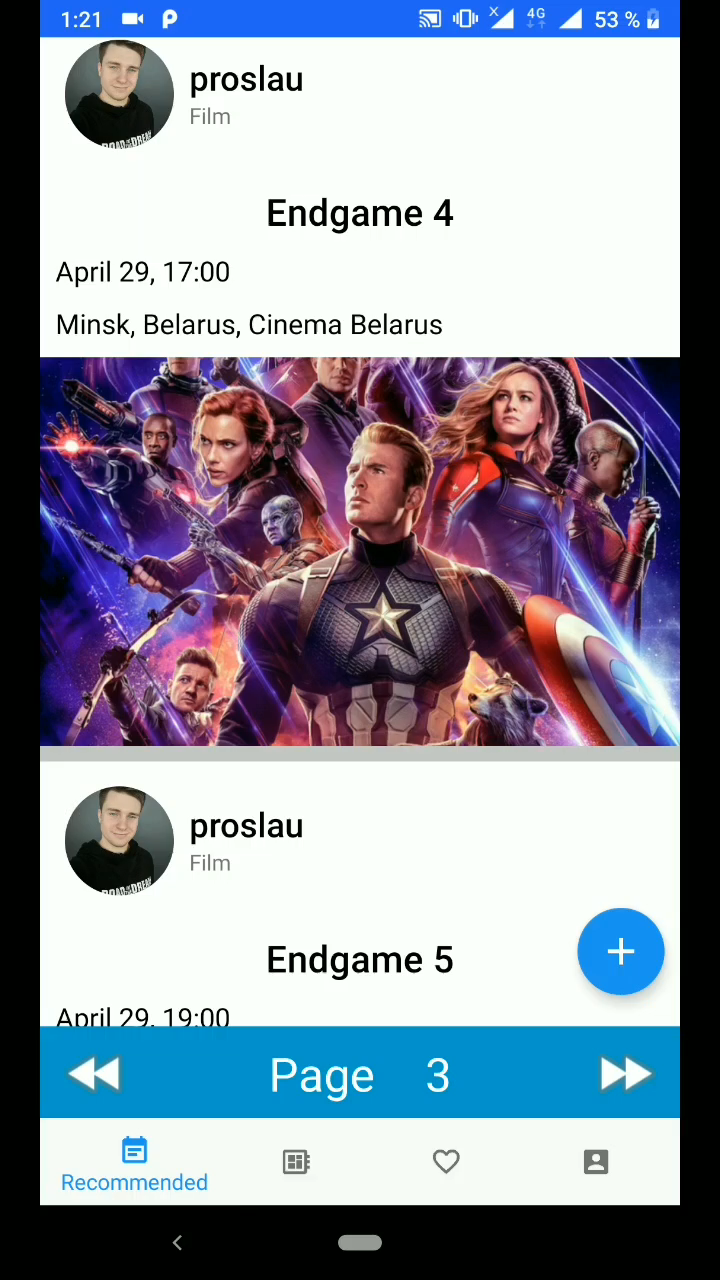 1:21
4G
53 %
proslau
Film
Endgame 4
April 29, 17:00
Minsk, Belarus, Cinema Belarus
proslau
Film
Endgame 5
April 29, 19:00
Page 3
Recommended